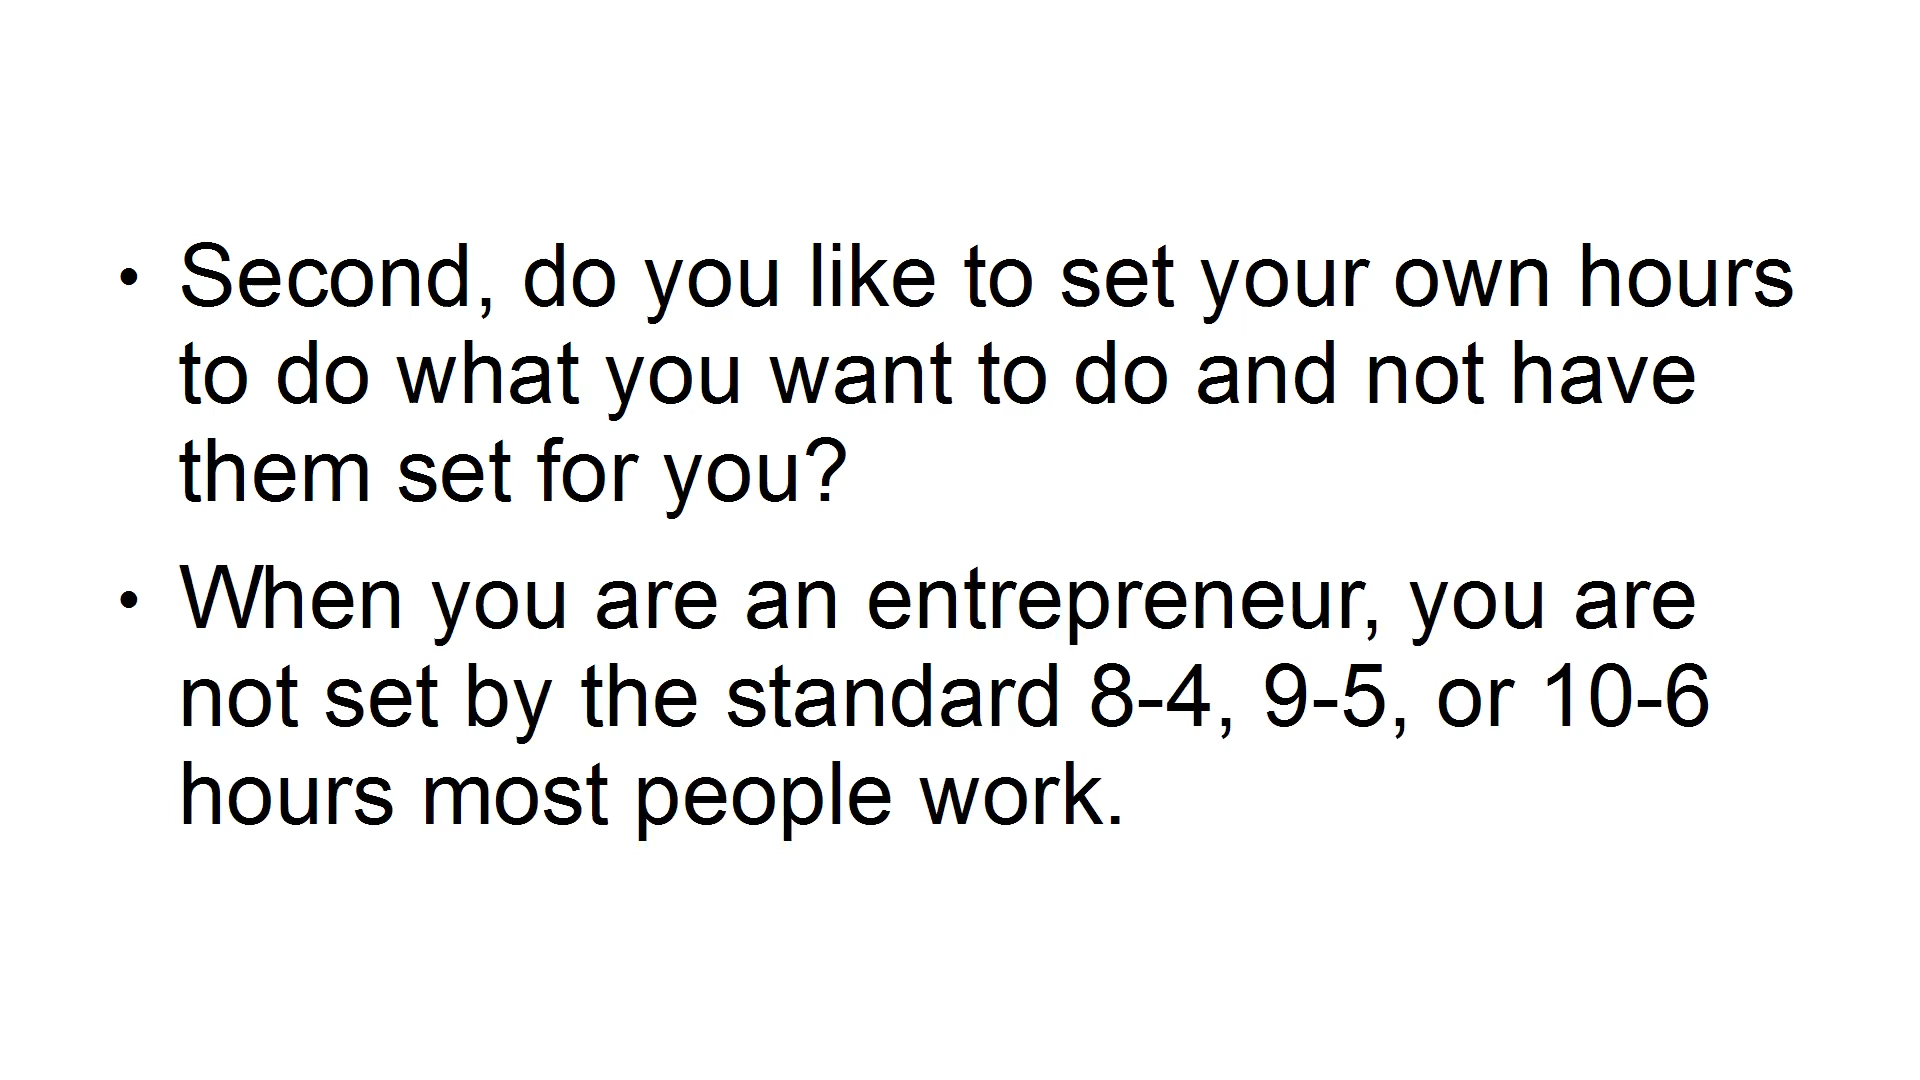 • Second, do you like to set your own hours
to do what you want to do and not have
them set for you?
• When you are an entrepreneur, you are
not set by the standard 8-4, 9-5, or 10-6
hours most people work.